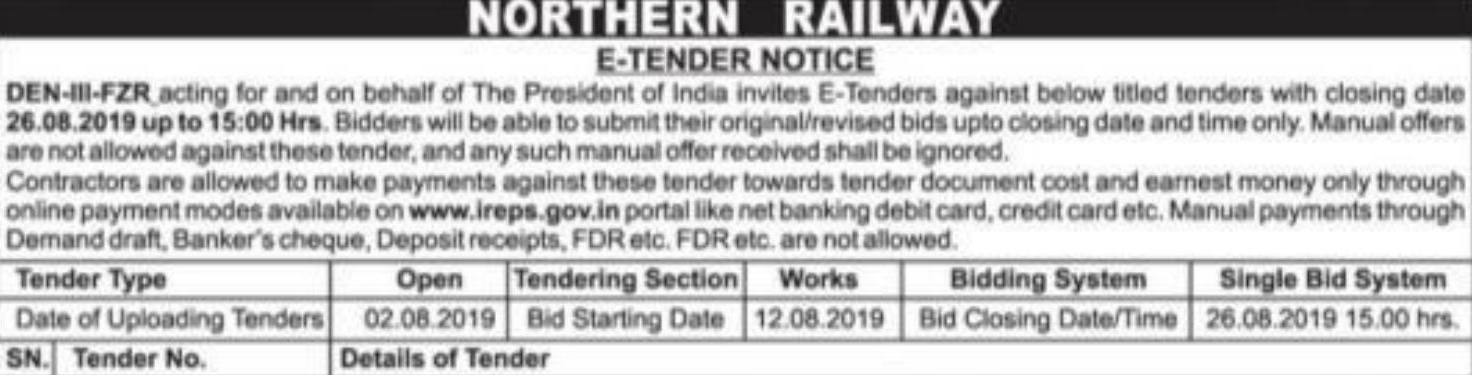 NORTHERN RAILWAY
E-TENDER NOTICE
DEN-III-FZR acting for and on behalf of The President of India invites E-Tenders against below titled tenders with closing date
26.08.2019 up to 15:00 Hrs. Bidders will be able to submit their original/revised bids upto closing date and time only. Manual offers
are not allowed against these tender, and any such manual offer received shall be ignored.
Contractors are allowed to make payments against these tender towards tender document cost and earnest money only through
online payment modes available on www.ireps.gov.in portal like net banking debit card, credit card etc. Manual payments through
Demand draft, Banker's cheque, Deposit receipts, FDR etc. FDR etc. are not allowed.
Tender Type Open Tendering Section Works Bidding System Single Bid System
Date of Uploading Tenders 02.08.2019 Bid Starting Date 12.08.2019 Bid Closing Date/Time 26.08.2019 15.00 hrs.
SN. Tender No. Details of Tender